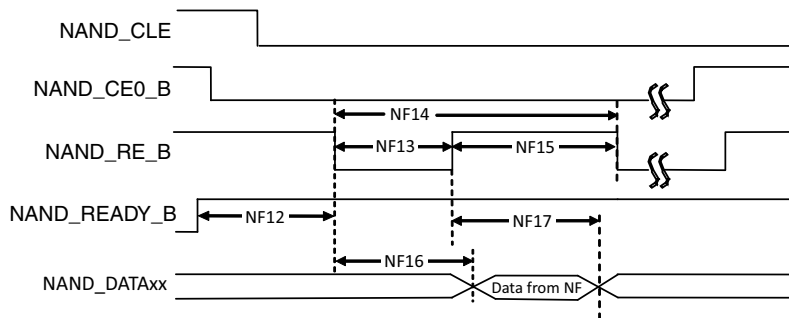 NAND_CLE
NAND_CE0_B
NF14
NAND_RE_B
NF13
NF15
NAND_READY_B
NF12
NF17
NF16
NAND_DATAxx
Data from NF